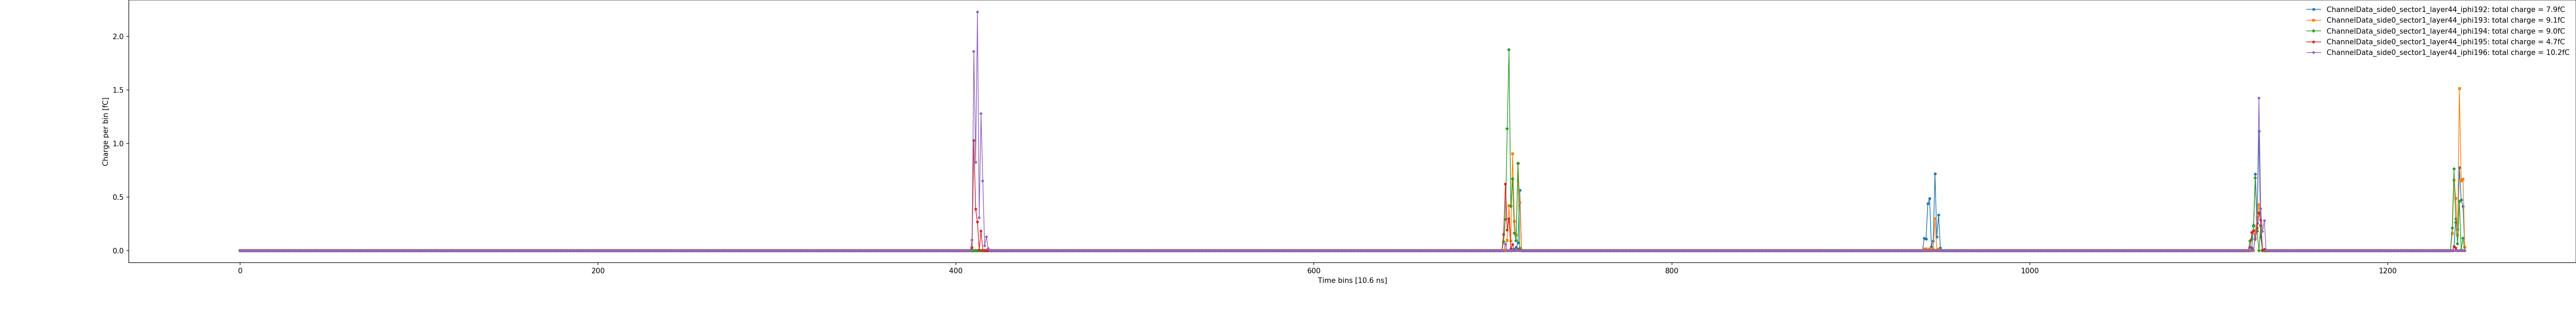 ChannelData_side0_sector1_layer44_iphi192: total charge = 7.9fC
ChannelData_side0_sector1_layer44_iphi193: total charge = 9.1fC
ChannelData_side0_sector1_layer44_iphi194: total charge = 9.0fC
ChannelData_side0_sector1_layer44_iphi195: total charge = 4.7fC
ChannelData_side0_sector1_layer44_iphi196: total charge = 10.2fC
Charge per bin [fC]
2.0
1.5
1.0
0.5
0.0
0 200 400 600 800 1000 1200
Time bins [10.6 ns]